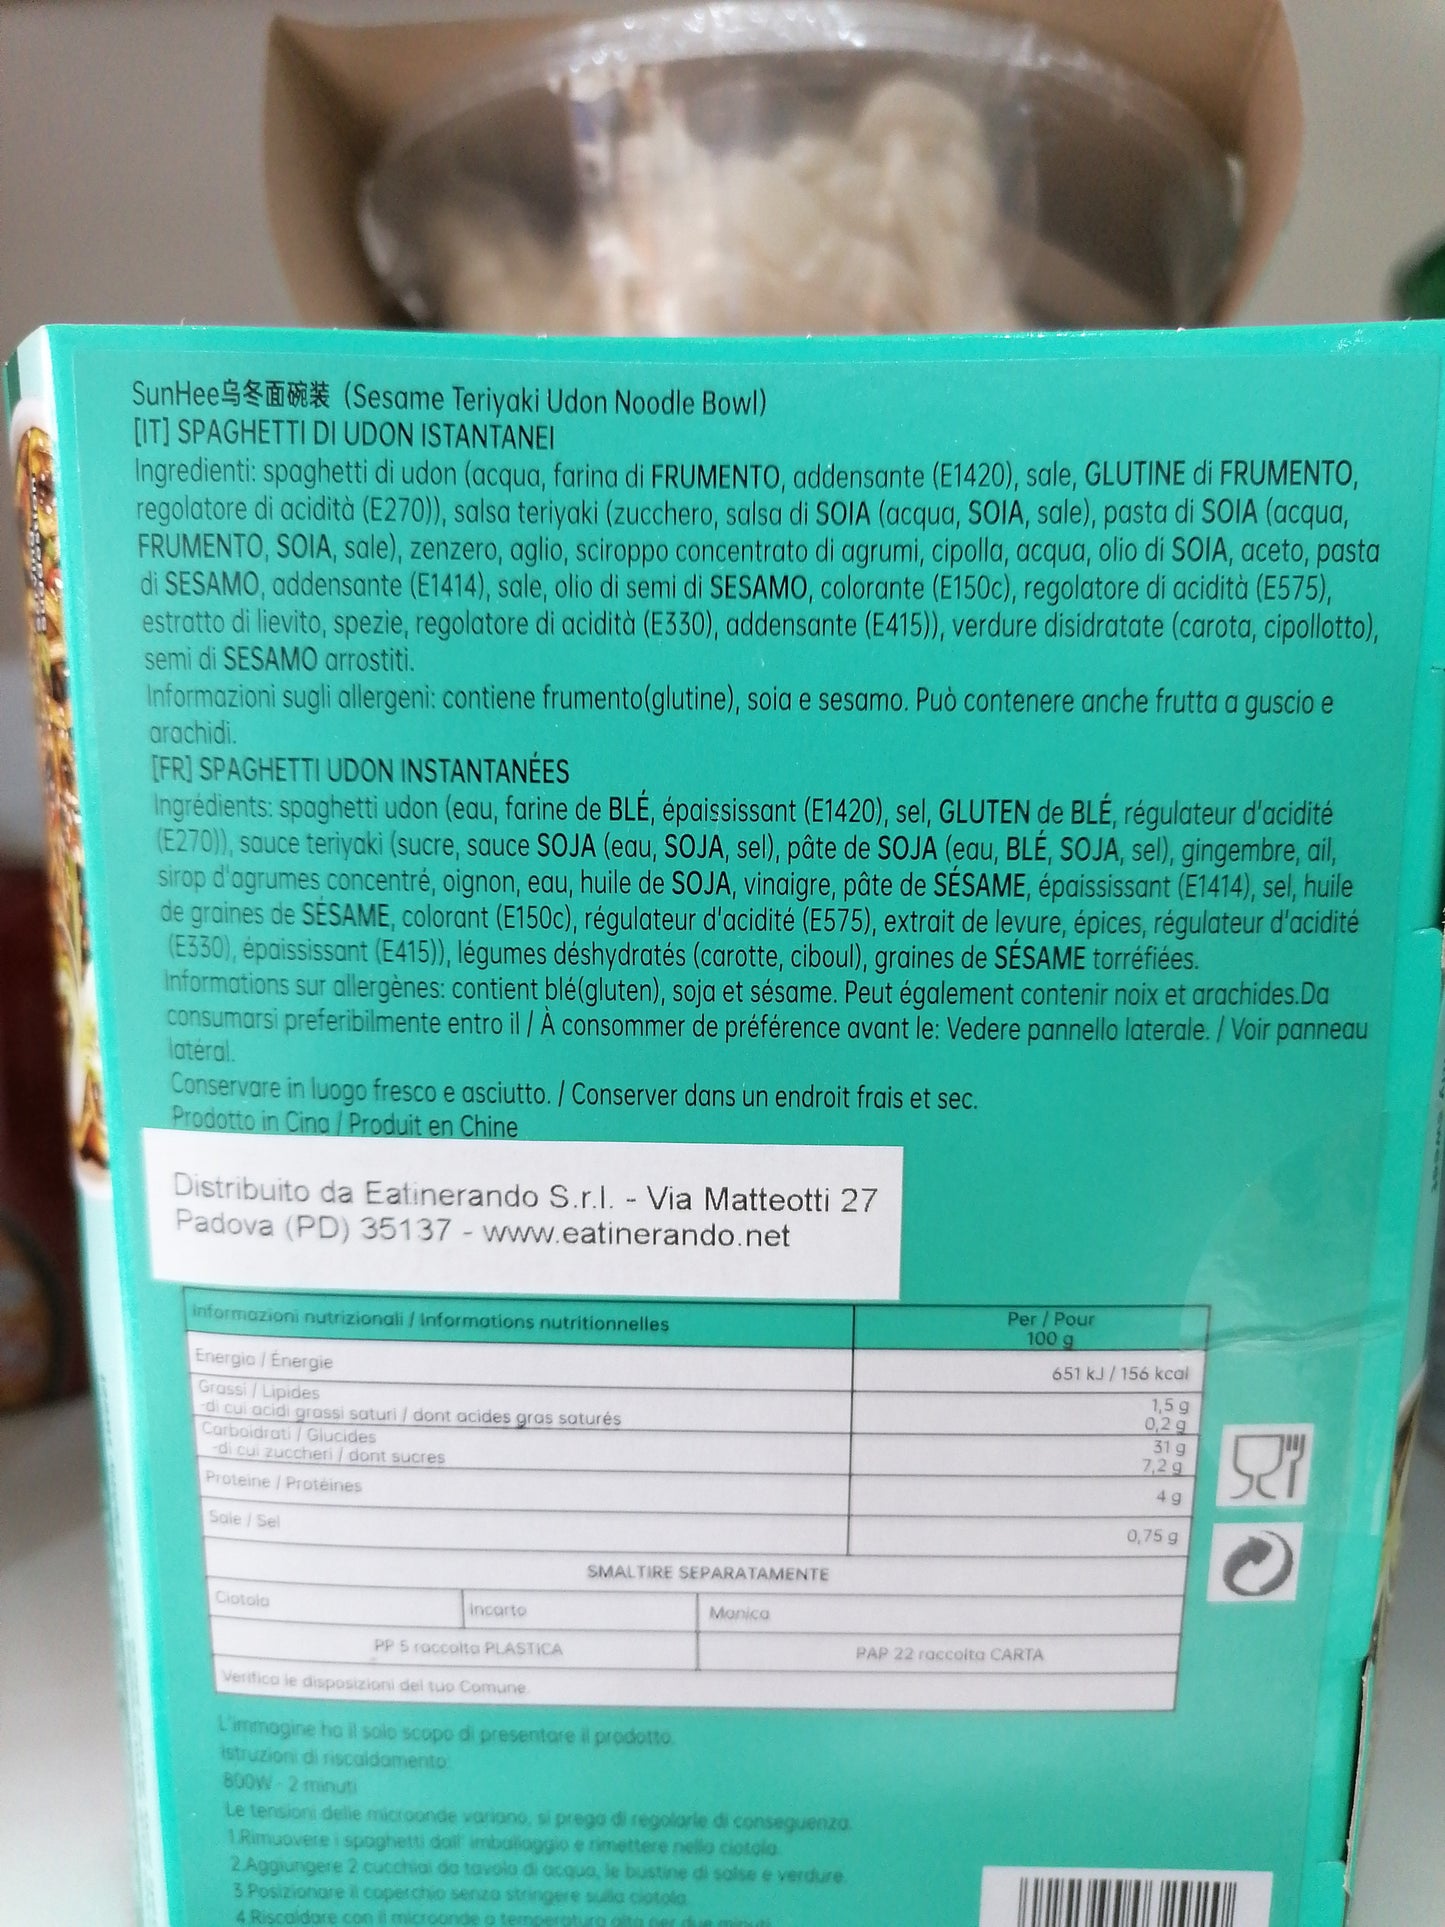 SunHee乌冬面碗装 (Sesame Teriyaki Udon Noodle Bowl)
[IT] SPAGHETTI DI UDON ISTANTANEI
Ingredienti: spaghetti di udon (acqua, farina di FRUMENTO, addensante (E1420), sale, GLUTINE di FRUMENTO,
regolatore di acidità (E270)), salsa teriyaki (zucchero, salsa di SOIA (acqua, SOIA, sale), pasta di SOIA (acqua,
FRUMENTO, SOIA, sale), zenzero, aglio, sciroppo concentrato di agrumi, cipolla, acqua, olio di SOIA, aceto, pasta
di SESAMO, addensante (E1414), sale, olio di semi di SESAMO, colorante (E150c), regolatore di acidità (E575),
estratto di lievito, spezie, regolatore di acidità (E330), addensante (E415)), verdure disidratate (carota, cipollotto),
semi di SESAMO arrostiti.
Informazioni sugli allergeni: contiene frumento(glutine), soia e sesamo. Può contenere anche frutta a guscio e
arachidi.
[FR] SPAGHETTI UDON INSTANTANÉES
Ingrédients: spaghetti udon (eau, farine de BLÉ, épaississant (E1420), sel, GLUTEN de BLÉ, régulateur d'acidité
(E270)), sauce teriyaki (sucre, sauce SOJA (eau, SOJA, sel), pâte de SOJA (eau, BLÉ, SOJA, sel), gingembre, ail,
sirop d'agrumes concentré, oignon, eau, huile de SOJA, vinaigre, pâte de SÉSAME, épaississant (E1414), sel, huile
de graines de SÉSAME, colorant (E150c), régulateur d'acidité (E575), extrait de levure, épices, régulateur d'acidité
(E330), épaississant (E415)), légumes déshydratés (carotte, ciboul), graines de SÉSAME torréfiées.
Informations sur allergènes: contient blé(gluten), soja et sésame. Peut également contenir noix et arachides.Da
consumarsi preferibilmente entro il / À consommer de préférence avant le: Vedere pannello laterale. / Voir panneau
latéral.
Conservare in luogo fresco e asciutto. / Conserver dans un endroit frais et sec.
Prodotto in Cina / Produit en Chine
Distribuito da Eatinerando S.r.l. - Via Matteotti 27
Padova (PD) 35137 - www.eatinerando.net
Informazioni nutrizionali / Informations nutritionnelles Per / Pour
100 g
Energia / Énergie 651 kJ / 156 kcal
Grassi / Lipides 1,5 g
-di cui acidi grassi saturi / dont acides gras saturés 0,2 g
Carboidrati / Glucides 31 g
-di cui zuccheri / dont sucres 7,2 g
Proteine / Protéines 4 g
Sale / Sel 0,75 g
SMALTIRE SEPARATAMENTE
Ciotola Incarto Manica
PP 5 raccolta PLASTICA PAP 22 raccolta CARTA
Verifica le disposizioni del tuo Comune.
L'immagine ha il solo scopo di presentare il prodotto.
Istruzioni di riscaldamento:
800W - 2 minuti
Le tensioni delle microonde variano, si prega di regolarle di conseguenza.
1.Rimuovere i spaghetti dall' imballaggio e rimettere nella ciotola.
2.Aggiungere 2 cucchiai da tavola di acqua, le bustine di salse e verdure.
3.Posizionare il coperchio senza stringere sulla ciotola.
4.Riscaldare con il microonde a temperatura alta per due minuti